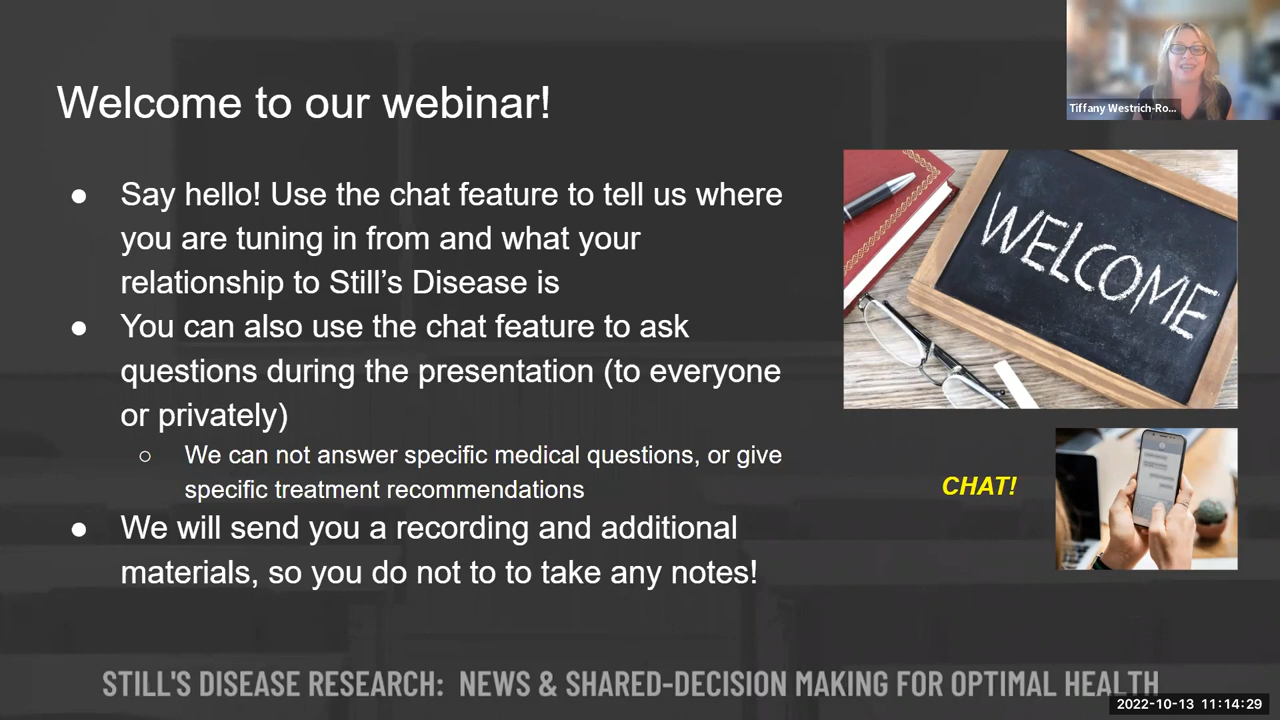 Welcome to our webinar!
Tiffany Westrich-Ro...
● Say hello! Use the chat feature to tell us where
you are tuning in from and what your
relationship to Still’s Disease is
● You can also use the chat feature to ask
questions during the presentation (to everyone
or privately)
○ We can not answer specific medical questions, or give
specific treatment recommendations
● We will send you a recording and additional
materials, so you do not to to take any notes!
WELCOME
CHAT!
STILL'S DISEASE RESEARCH: NEWS & SHARED-DECISION MAKING FOR OPTIMAL HEALTH
2022-10-13 11:14:29